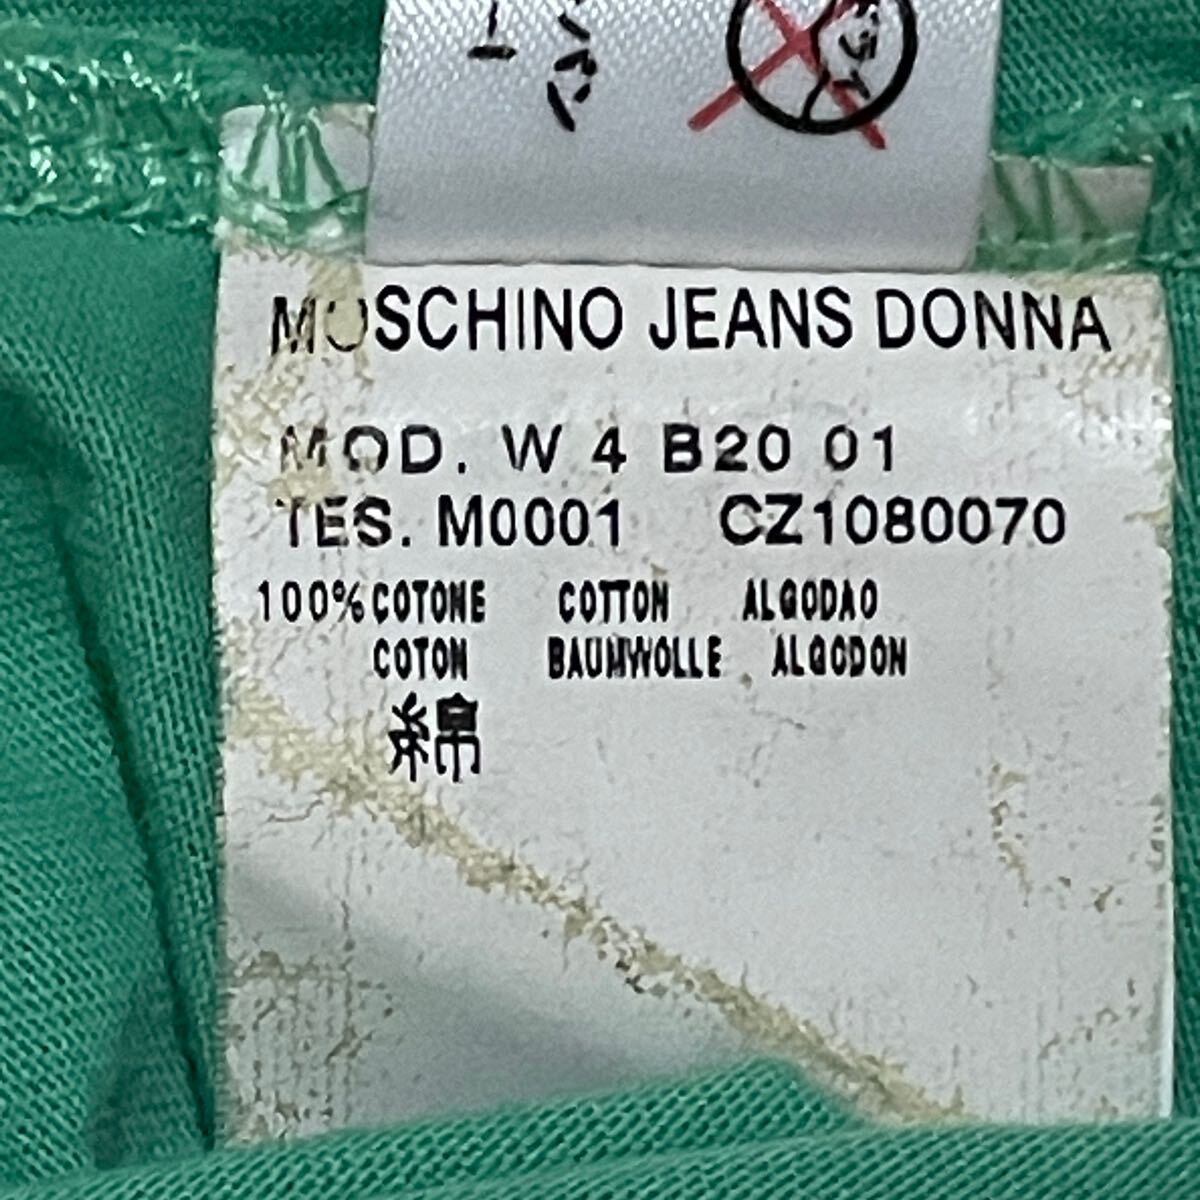 MOSCHINO JEANS DONNA
MOD. W 4 B20 01
TES. M0001 CZ1080070
100% COTONE COTTON ALGODAO
COTON BAUMWOLLE ALGODON
綿